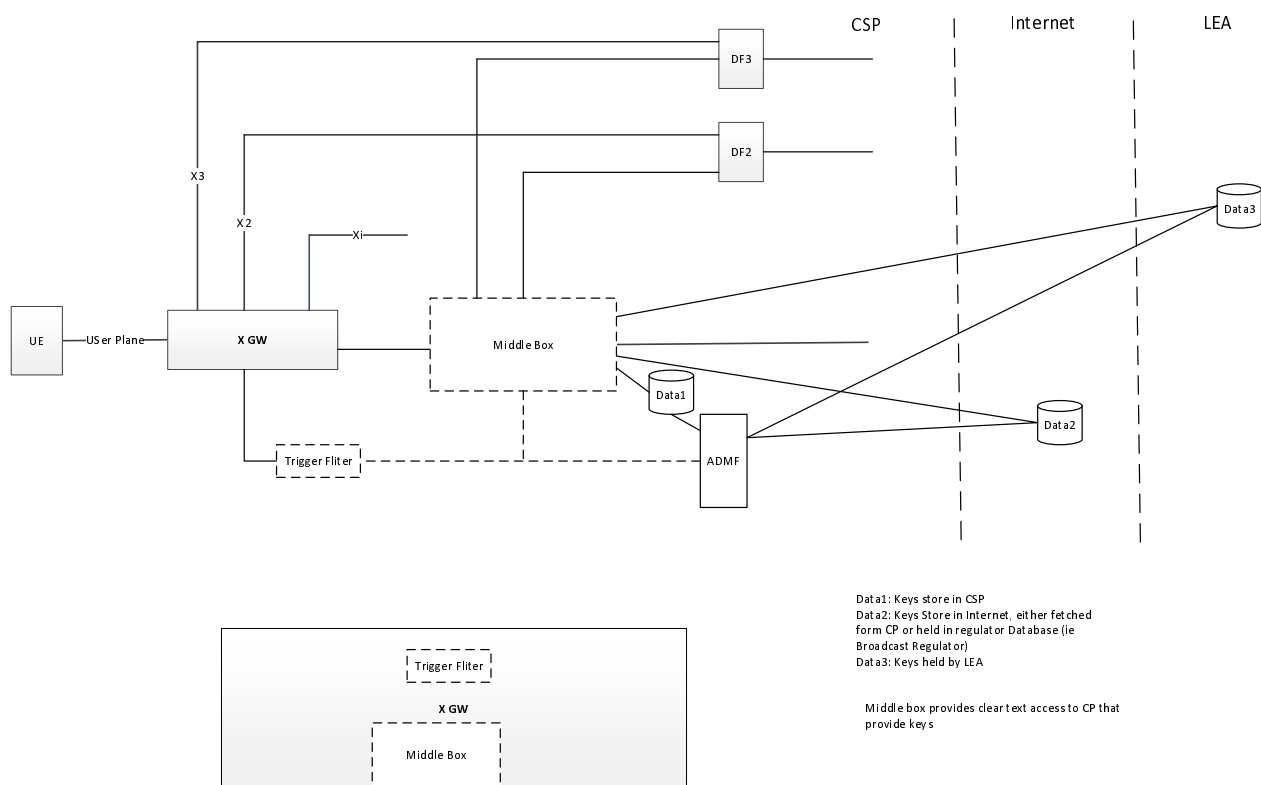 CSP
Internet
LEA
DF3
DF2
X3
X2
Xi
Data3
UE
USer Plane
X GW
Middle Box
Data1
Data2
Trigger Fliter
ADMF
Data1: Keys store in CSP
Data2: Keys Store in Internet, either fetched
form CP or held in regulator Database (ie
Broadcast Regulator)
Data3: Keys held by LEA
Trigger Fliter
X GW
Middle Box
Middle box provides clear text access to CP that
provide keys